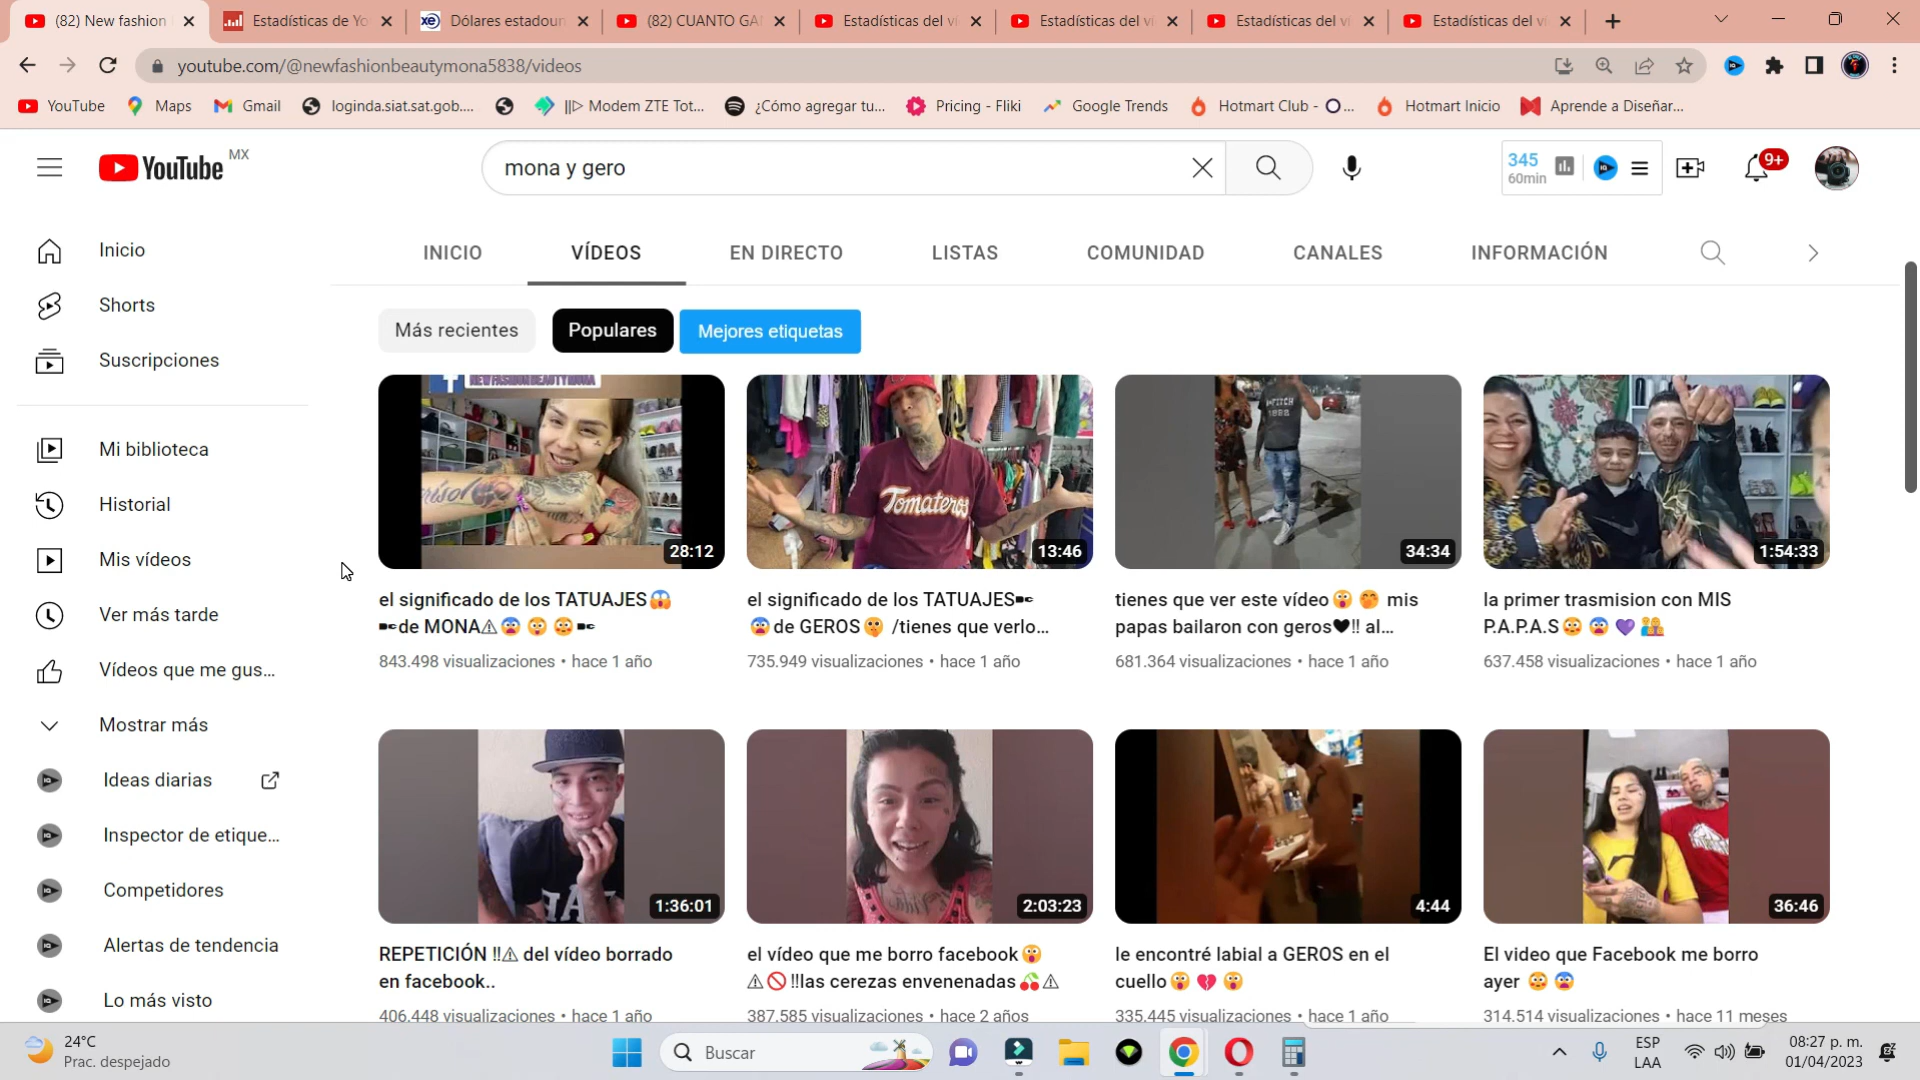 (82) New fashion
Estadísticas de Yo
Dólares estadoun
(82) CUANTO GA
Estadísticas del vi
Estadísticas del vi
Estadísticas del vi
Estadísticas del vi
youtube.com/@newfashionbeautymona5838/videos
YouTube
Maps
Gmail
loginda.siat.sat.gob....
||▷ Modem ZTE Tot...
¿Cómo agregar tu...
Pricing - Fliki
Google Trends
Hotmart Club - O...
Hotmart Inicio
Aprende a Diseñar...
YouTube MX
mona y gero
345
60min
9+
Inicio
Shorts
Suscripciones
Mi biblioteca
Historial
Mis vídeos
Ver más tarde
Vídeos que me gus...
Mostrar más
Ideas diarias
Inspector de etique...
Competidores
Alertas de tendencia
Lo más visto
INICIO
VÍDEOS
EN DIRECTO
LISTAS
COMUNIDAD
CANALES
INFORMACIÓN
Más recientes
Populares
Mejores etiquetas
NEWFASHIONBEAUTYMONA
28:12
Tomateros
13:46
34:34
1:54:33
el significado de los TATUAJES😱
✒de MONA⚠😨😲😳✒
843.498 visualizaciones • hace 1 año
el significado de los TATUAJES✒
😨de GEROS🤫 /tienes que verlo...
735.949 visualizaciones • hace 1 año
tienes que ver este vídeo😮🤭 mis
papas bailaron con geros🖤‼ al...
681.364 visualizaciones • hace 1 año
la primer trasmision con MIS
P.A.P.A.S😳😨💜👫
637.458 visualizaciones • hace 1 año
1:36:01
2:03:23
4:44
36:46
REPETICIÓN ‼⚠ del vídeo borrado
en facebook..
406.448 visualizaciones • hace 1 año
el vídeo que me borro facebook😮
⚠🚫‼las cerezas envenenadas🍒⚠
387.585 visualizaciones • hace 2 años
le encontré labial a GEROS en el
cuello😮💔😮
335.445 visualizaciones • hace 1 año
El video que Facebook me borro
ayer 😳😨
314.514 visualizaciones • hace 11 meses
24°C
Prac. despejado
Buscar
ESP
LAA
08:27 p. m.
01/04/2023